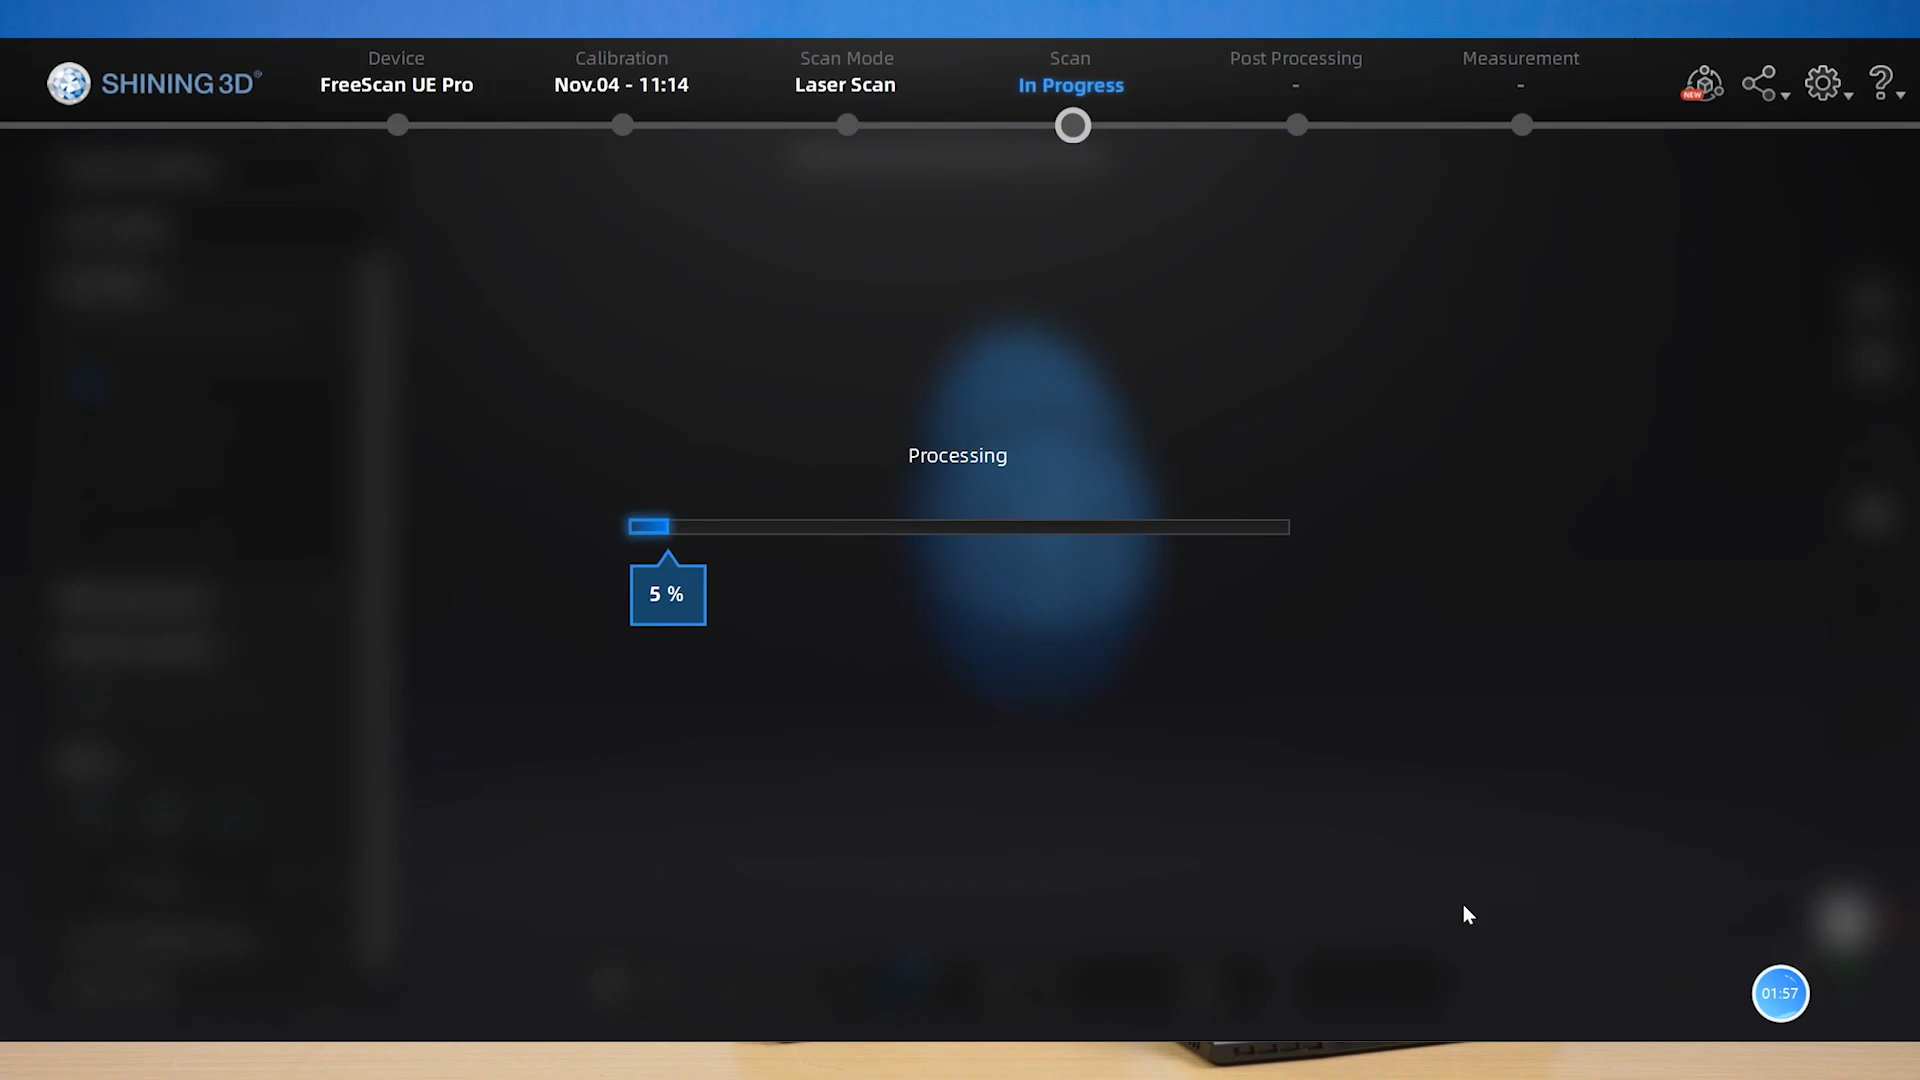 SHINING 3D®
Device
FreeScan UE Pro
Calibration
Nov.04 - 11:14
Scan Mode
Laser Scan
Scan
In Progress
Post Processing
-
Measurement
-
NEW
Processing
5 %
01:57